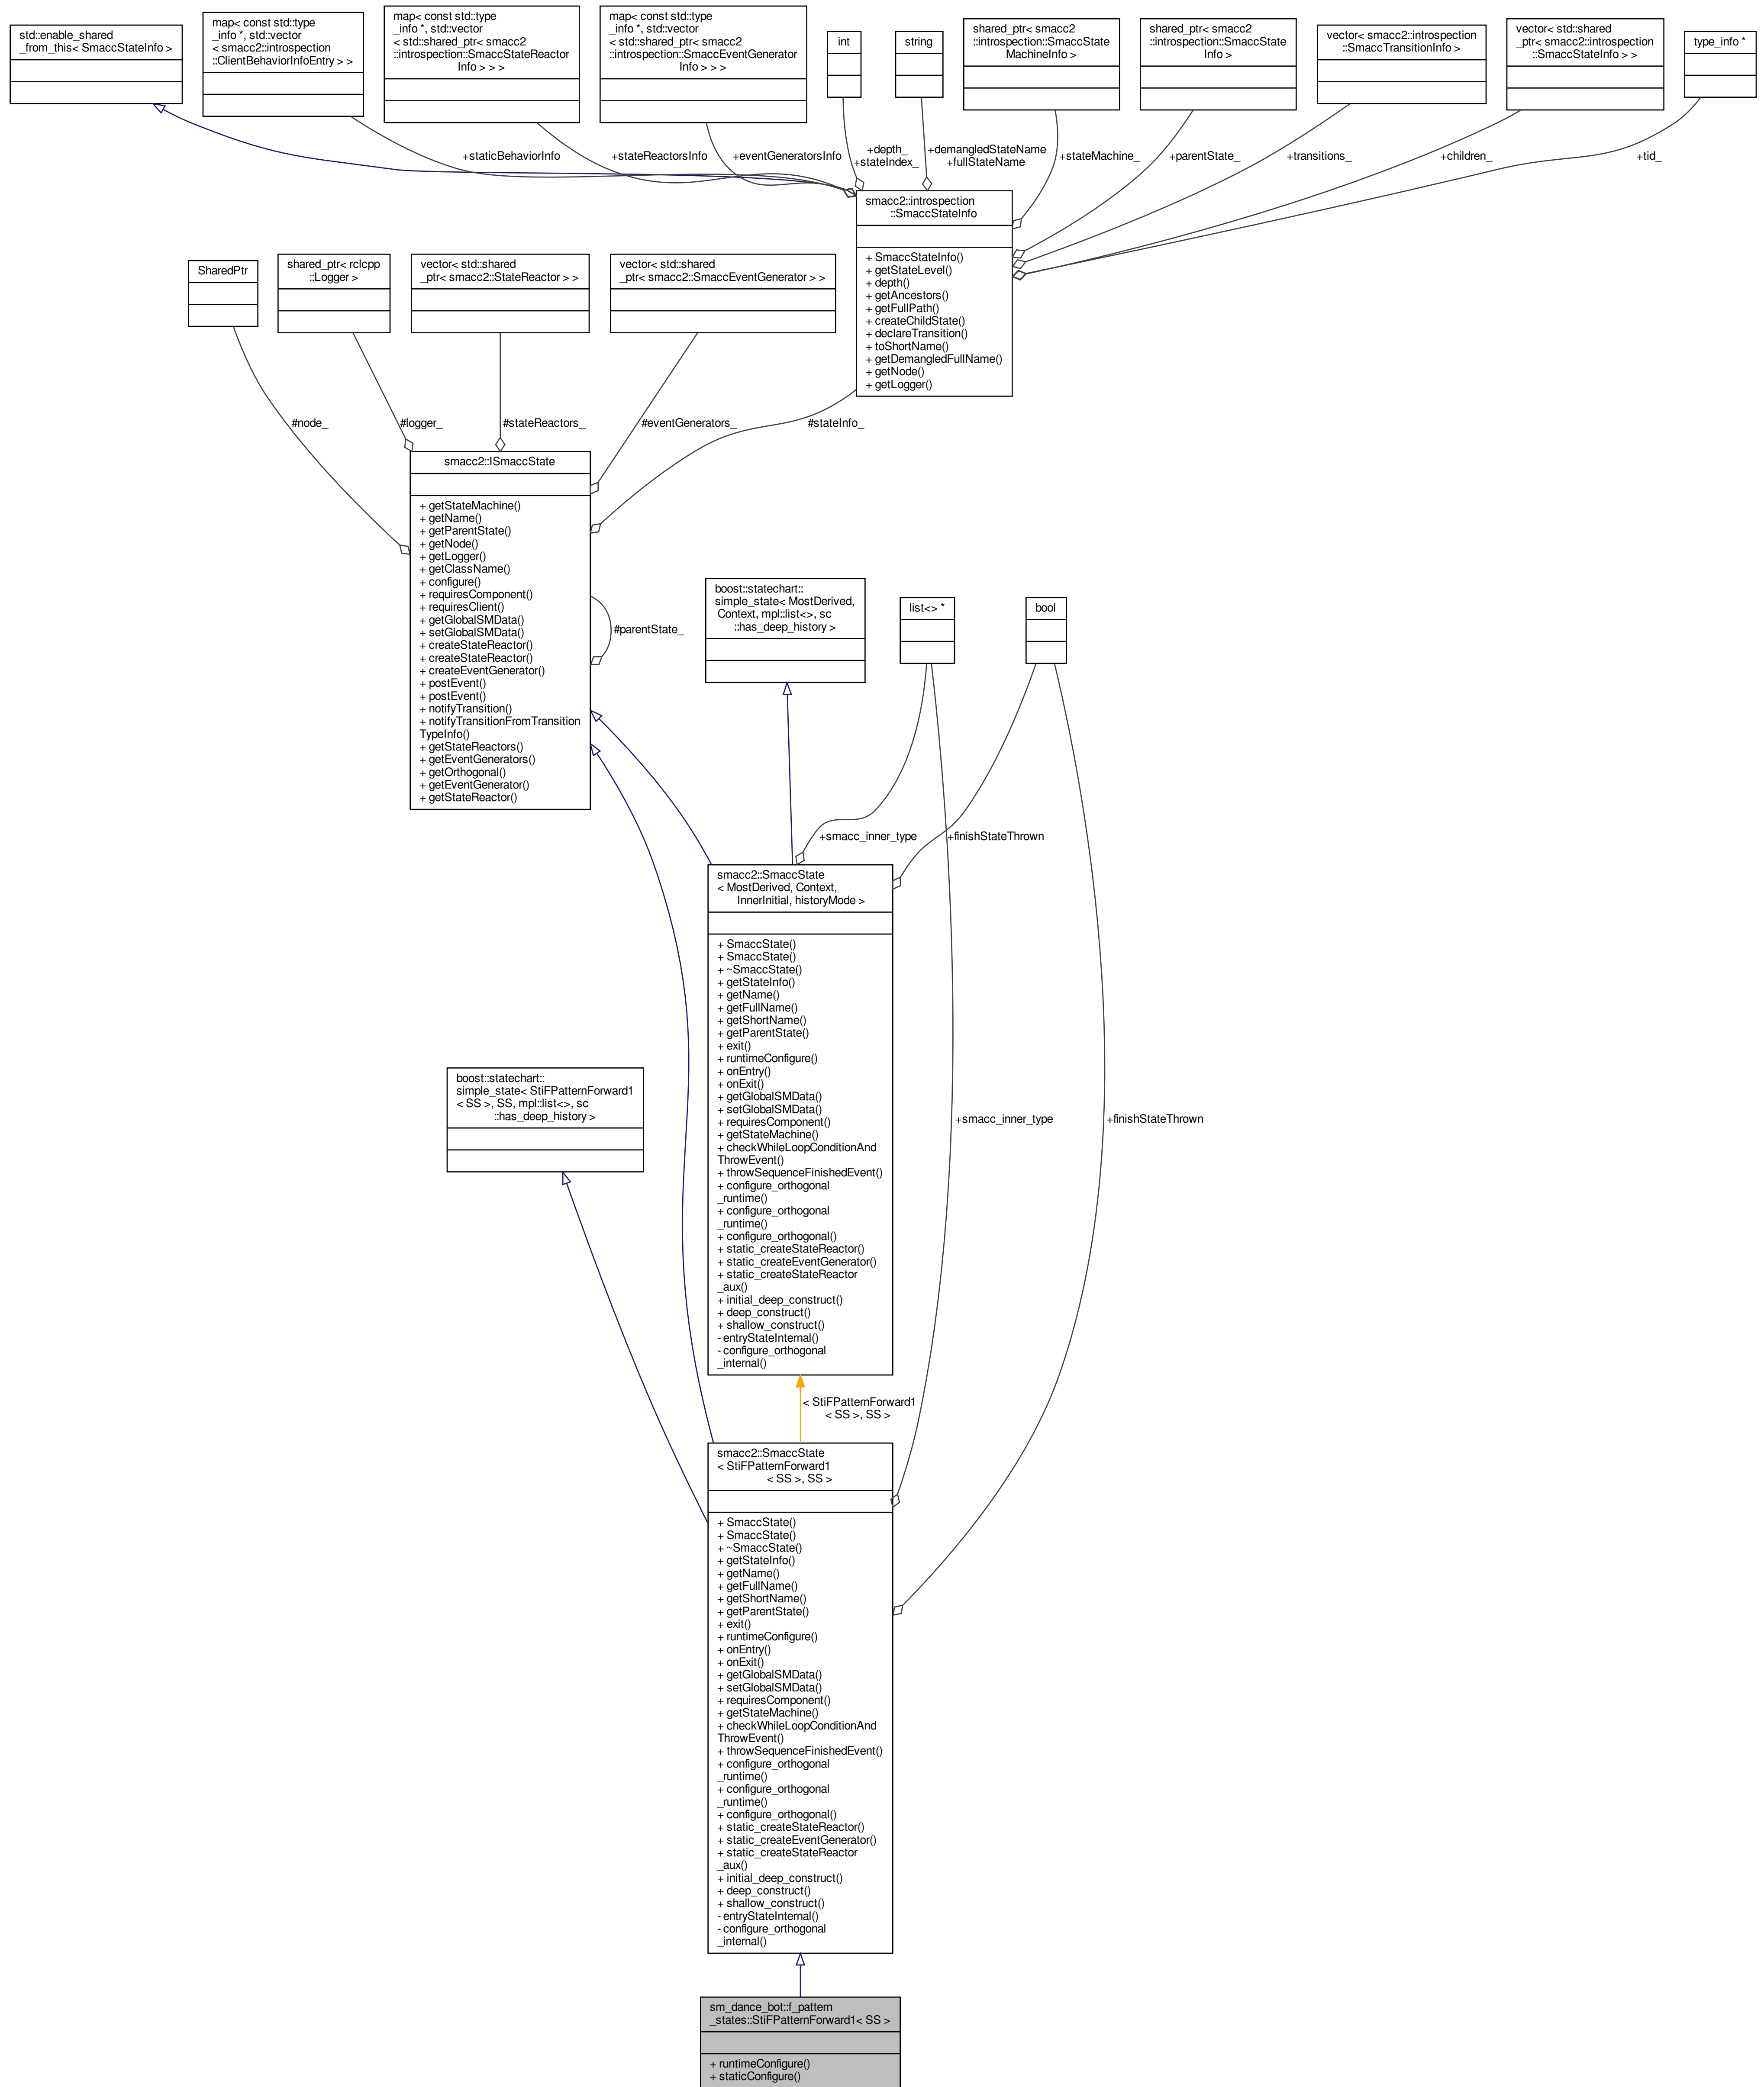 std::enable_shared
_from_this< SmaccStateInfo >
map< const std::type
_info *, std::vector
< smacc2::introspection
::ClientBehaviorInfoEntry > >
map< const std::type
_info *, std::vector
< std::shared_ptr< smacc2
::introspection::SmaccStateReactor
Info > > >
map< const std::type
_info *, std::vector
< std::shared_ptr< smacc2
::introspection::SmaccEventGenerator
Info > > >
int
string
shared_ptr< smacc2
::introspection::SmaccState
MachineInfo >
shared_ptr< smacc2
::introspection::SmaccState
Info >
vector< smacc2::introspection
::SmaccTransitionInfo >
vector< std::shared
_ptr< smacc2::introspection
::SmaccStateInfo > >
type_info *
+staticBehaviorInfo
+stateReactorsInfo
+eventGeneratorsInfo
+depth_
+stateIndex_
+demangledStateName
+fullStateName
+stateMachine_
+parentState_
+transitions_
+children_
+tid_
smacc2::introspection
::SmaccStateInfo
+ SmaccStateInfo()
+ getStateLevel()
+ depth()
+ getAncestors()
+ getFullPath()
+ createChildState()
+ declareTransition()
+ toShortName()
+ getDemangledFullName()
+ getNode()
+ getLogger()
SharedPtr
shared_ptr< rclcpp
::Logger >
vector< std::shared
_ptr< smacc2::StateReactor > >
vector< std::shared
_ptr< smacc2::SmaccEventGenerator > >
#node_
#logger_
#stateReactors_
#eventGenerators_
#stateInfo_
smacc2::ISmaccState
+ getStateMachine()
+ getName()
+ getParentState()
+ getNode()
+ getLogger()
+ getClassName()
+ configure()
+ requiresComponent()
+ requiresClient()
+ getGlobalSMData()
+ setGlobalSMData()
+ createStateReactor()
+ createStateReactor()
+ createEventGenerator()
+ postEvent()
+ postEvent()
+ notifyTransition()
+ notifyTransitionFromTransition
TypeInfo()
+ getStateReactors()
+ getEventGenerators()
+ getOrthogonal()
+ getEventGenerator()
+ getStateReactor()
#parentState_
boost::statechart::
simple_state< MostDerived,
Context, mpl::list<>, sc
::has_deep_history >
list<> *
bool
+smacc_inner_type
+finishStateThrown
smacc2::SmaccState
< MostDerived, Context,
InnerInitial, historyMode >
+ SmaccState()
+ SmaccState()
+ ~SmaccState()
+ getStateInfo()
+ getName()
+ getFullName()
+ getShortName()
+ getParentState()
+ exit()
+ runtimeConfigure()
+ onEntry()
+ onExit()
+ getGlobalSMData()
+ setGlobalSMData()
+ requiresComponent()
+ getStateMachine()
+ checkWhileLoopConditionAnd
ThrowEvent()
+ throwSequenceFinishedEvent()
+ configure_orthogonal
_runtime()
+ configure_orthogonal
_runtime()
+ configure_orthogonal()
+ static_createStateReactor()
+ static_createEventGenerator()
+ static_createStateReactor
_aux()
+ initial_deep_construct()
+ deep_construct()
+ shallow_construct()
- entryStateInternal()
- configure_orthogonal
_internal()
boost::statechart::
simple_state< StiFPatternForward1
< SS >, SS, mpl::list<>, sc
::has_deep_history >
+smacc_inner_type
+finishStateThrown
< StiFPatternForward1
< SS >, SS >
smacc2::SmaccState
< StiFPatternForward1
< SS >, SS >
+ SmaccState()
+ SmaccState()
+ ~SmaccState()
+ getStateInfo()
+ getName()
+ getFullName()
+ getShortName()
+ getParentState()
+ exit()
+ runtimeConfigure()
+ onEntry()
+ onExit()
+ getGlobalSMData()
+ setGlobalSMData()
+ requiresComponent()
+ getStateMachine()
+ checkWhileLoopConditionAnd
ThrowEvent()
+ throwSequenceFinishedEvent()
+ configure_orthogonal
_runtime()
+ configure_orthogonal
_runtime()
+ configure_orthogonal()
+ static_createStateReactor()
+ static_createEventGenerator()
+ static_createStateReactor
_aux()
+ initial_deep_construct()
+ deep_construct()
+ shallow_construct()
- entryStateInternal()
- configure_orthogonal
_internal()
sm_dance_bot::f_pattern
_states::StiFPatternForward1< SS >
+ runtimeConfigure()
+ staticConfigure()